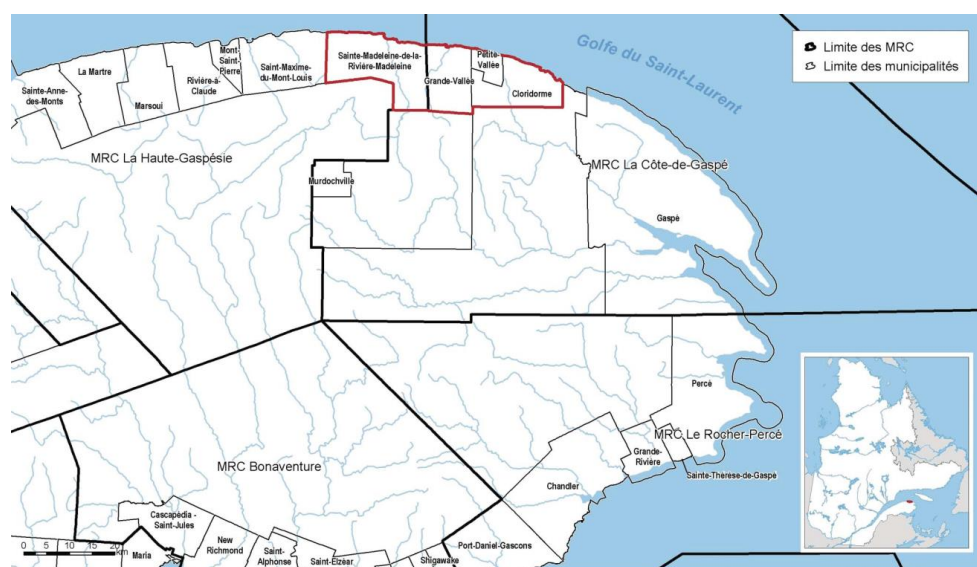 Golfe du Saint-Laurent
Limite des MRC
Limite des municipalités
Sainte-Anne-
des-Monts
La Martre
Marsoui
Rivière-à-
Claude
Mont-
Saint-
Pierre
Saint-Maxime-
du-Mont-Louis
Sainte-Madeleine-de-la-
Rivière-Madeleine
Grande-Vallée
Petite-
Vallée
Cloridorme
MRC La Haute-Gaspésie
MRC La Côte-de-Gaspé
Murdochville
Gaspé
Percé
MRC Le Rocher-Percé
Grande-
Rivière
Sainte-Thérèse-de-Gaspé
Chandler
MRC Bonaventure
Cascapédia -
Saint-Jules
New
Richmond
Maria
Saint-
Alphonse
Saint-Elzéar
Shigawake
Port-Daniel-Gascons
0 5 10 15 20
km